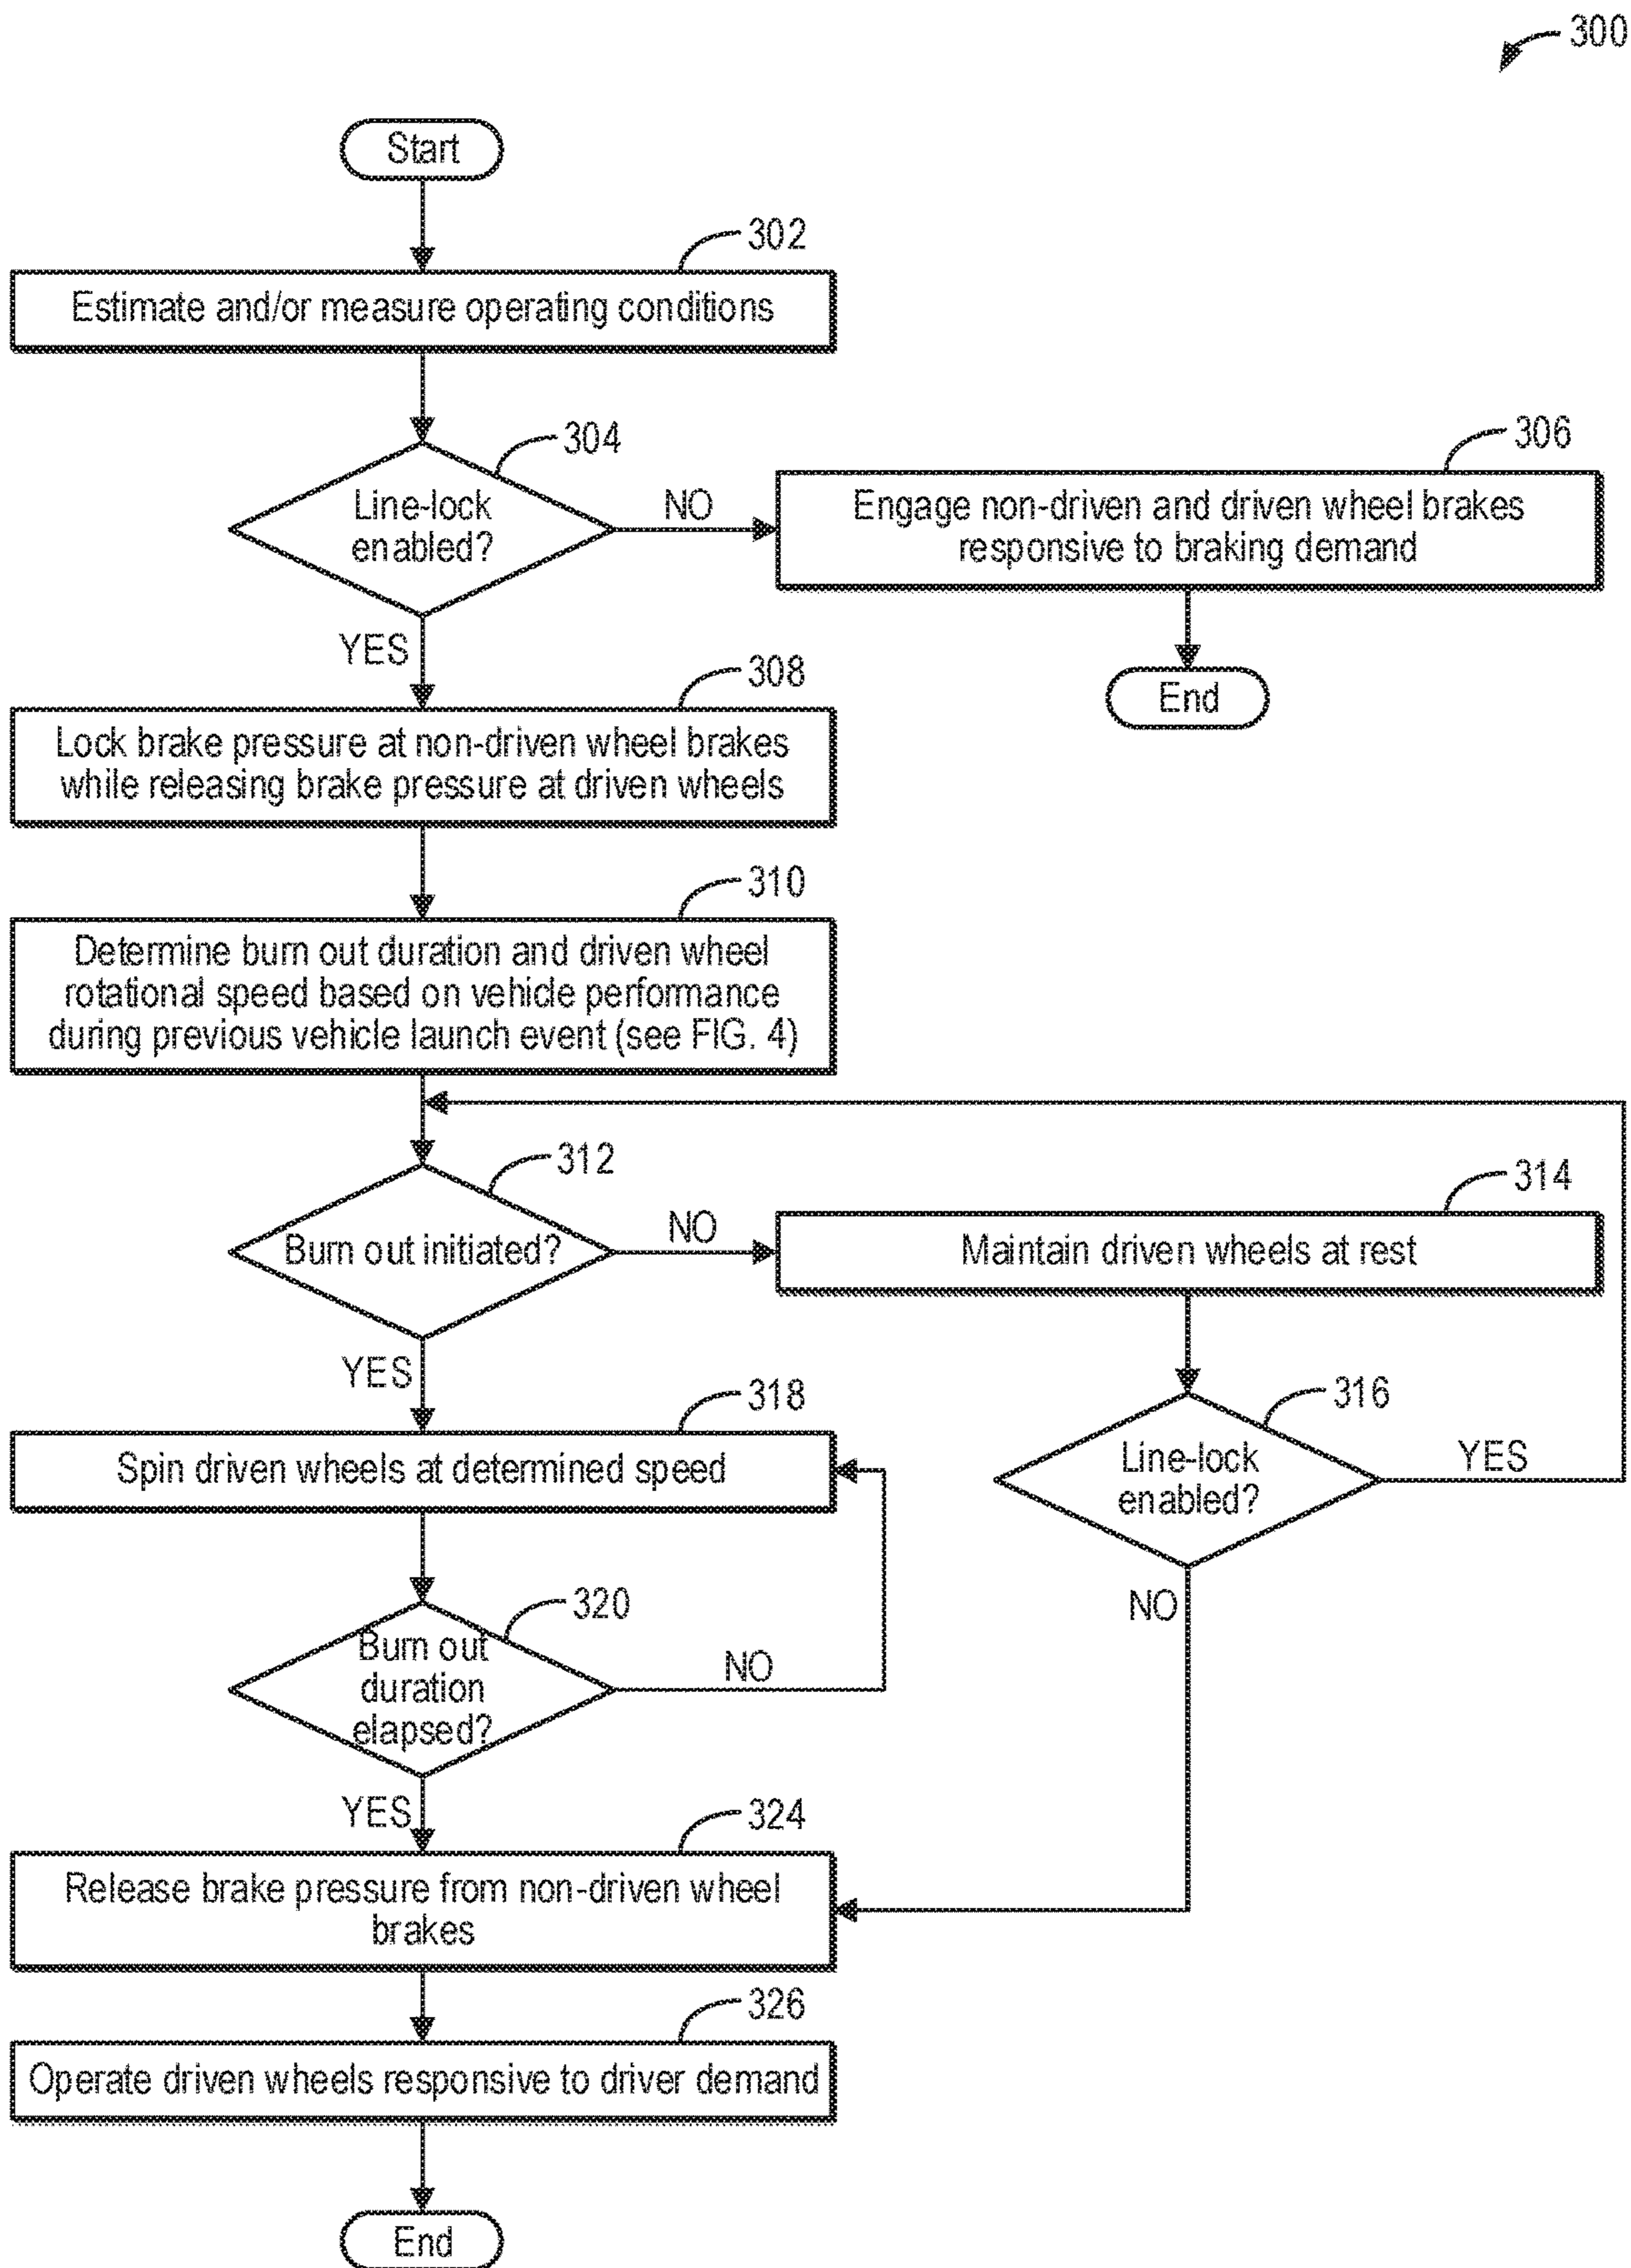 300
Start
302
Estimate and/or measure operating conditions
304
Line-lock
enabled?
NO
306
Engage non-driven and driven wheel brakes
responsive to braking demand
YES
End
308
Lock brake pressure at non-driven wheel brakes
while releasing brake pressure at driven wheels
310
Determine burn out duration and driven wheel
rotational speed based on vehicle performance
during previous vehicle launch event (see FIG. 4)
312
Burn out initiated?
NO
314
Maintain driven wheels at rest
YES
316
Line-lock
enabled?
YES
NO
318
Spin driven wheels at determined speed
320
Burn out
duration
elapsed?
NO
YES
324
Release brake pressure from non-driven wheel
brakes
326
Operate driven wheels responsive to driver demand
End